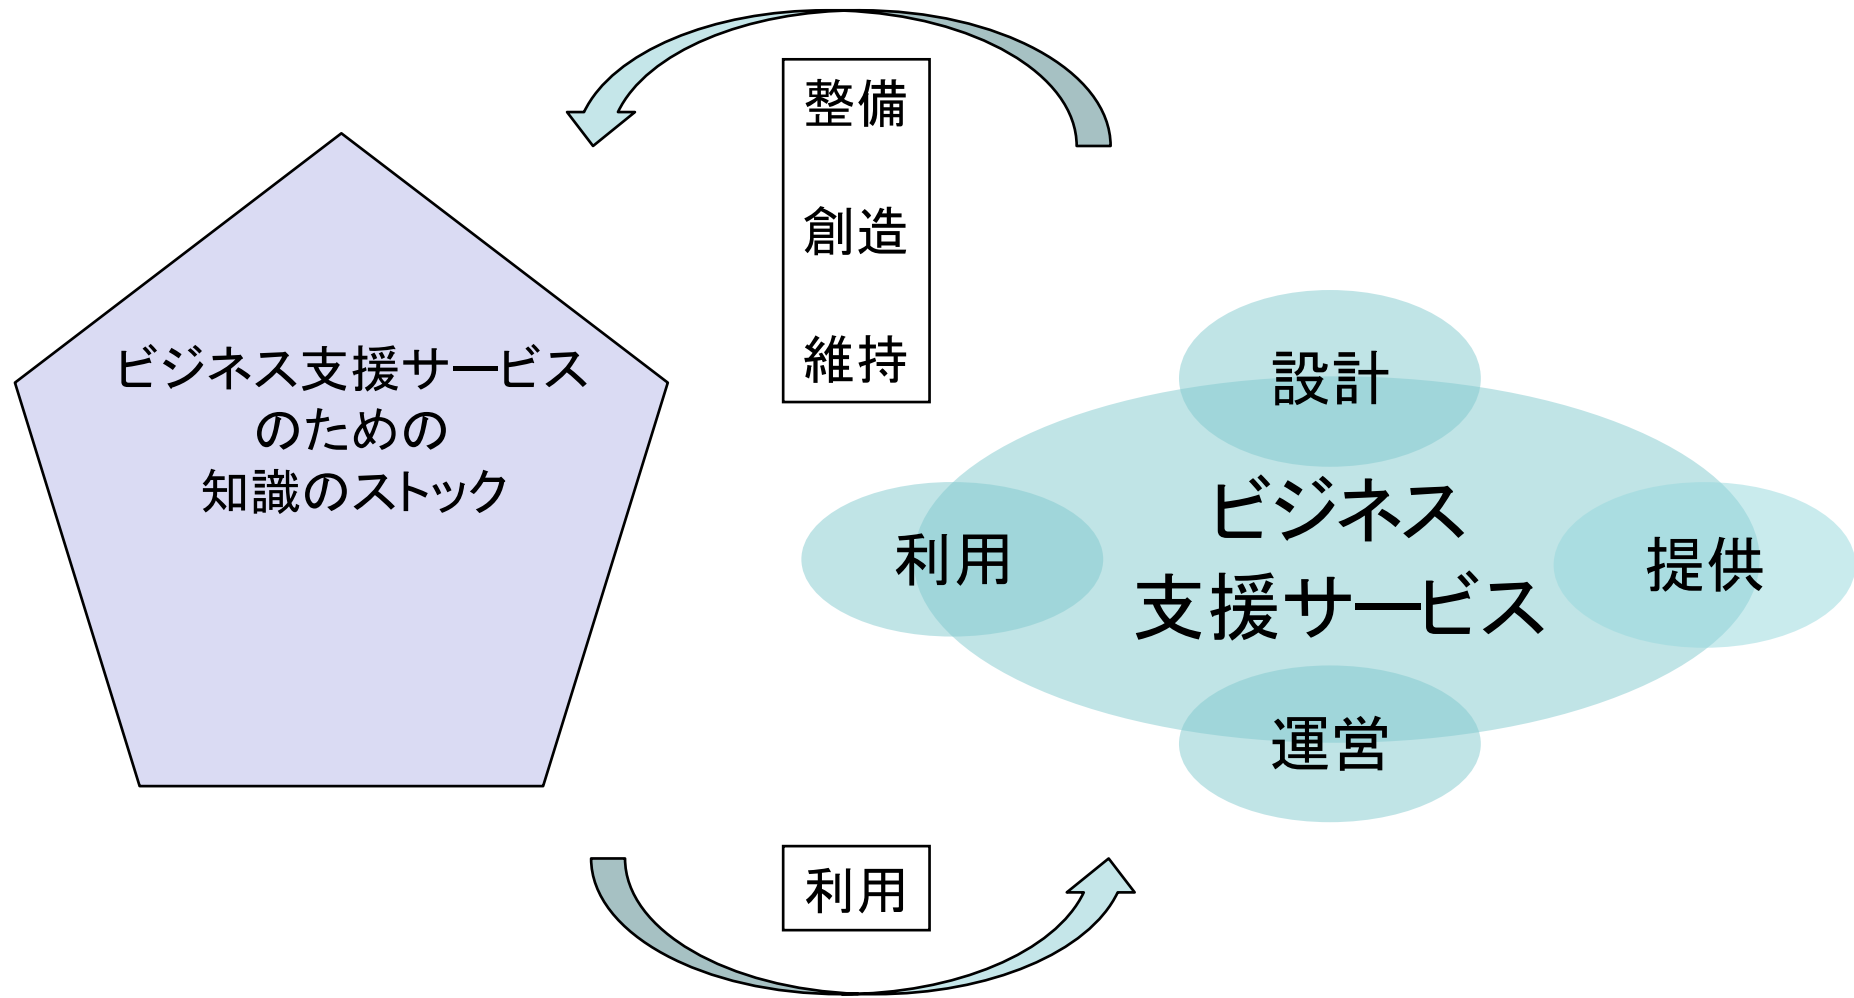 整備
創造
維持
ビジネス支援サービス
のための
知識のストック
設計
利用
ビジネス
支援サービス
提供
運営
利用